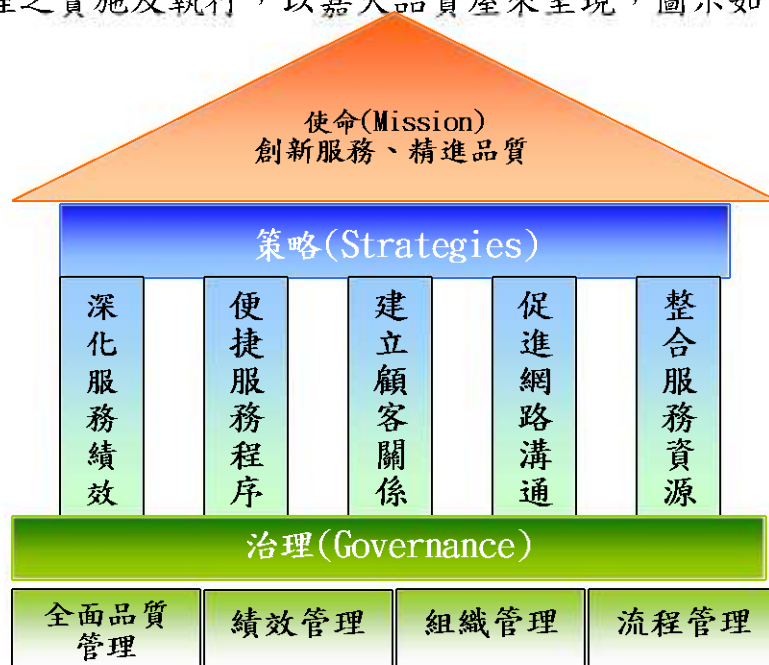 理之實施及執行，以嘉大品質屋來呈現，圖示如
使命(Mission)
創新服務、精進品質
策略(Strategies)
深化服務績效
便捷服務程序
建立顧客關係
促進網路溝通
整合服務資源
治理(Governance)
全面品質
管理
績效管理
組織管理
流程管理